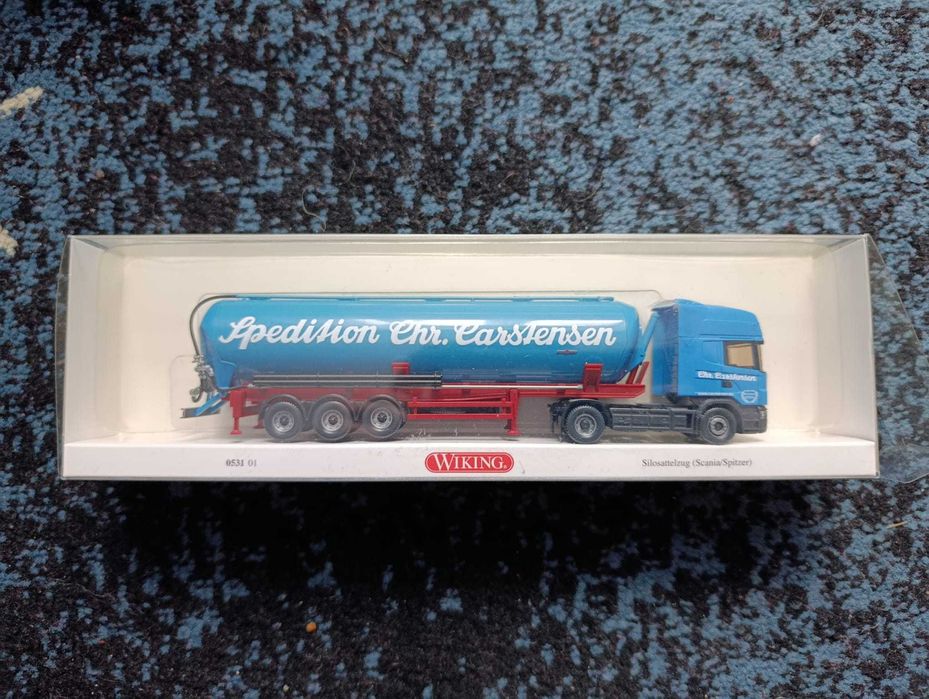 Spedition Chr. Carstensen
Chr. Carstensen
0531 01
WIKING
Silosattelzug (Scania/Spitzer)